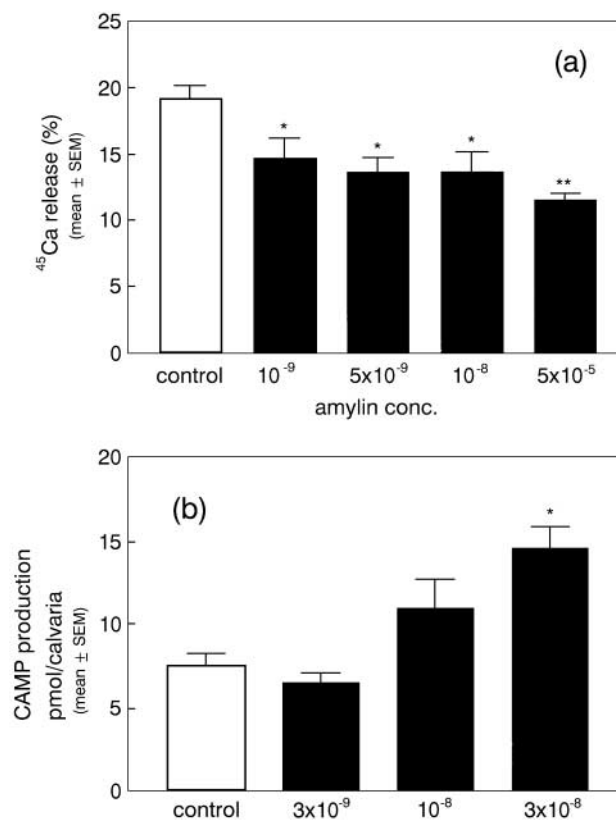 (a)
25
20
15
10
5
0
⁴⁵Ca release (%)
(mean ± SEM)
*
*
*
**
control 10⁻⁹ 5x10⁻⁹ 10⁻⁸ 5x10⁻⁵
amylin conc.
(b)
20
15
10
5
0
CAMP production
pmol/calvaria
(mean ± SEM)
*
control 3x10⁻⁹ 10⁻⁸ 3x10⁻⁸